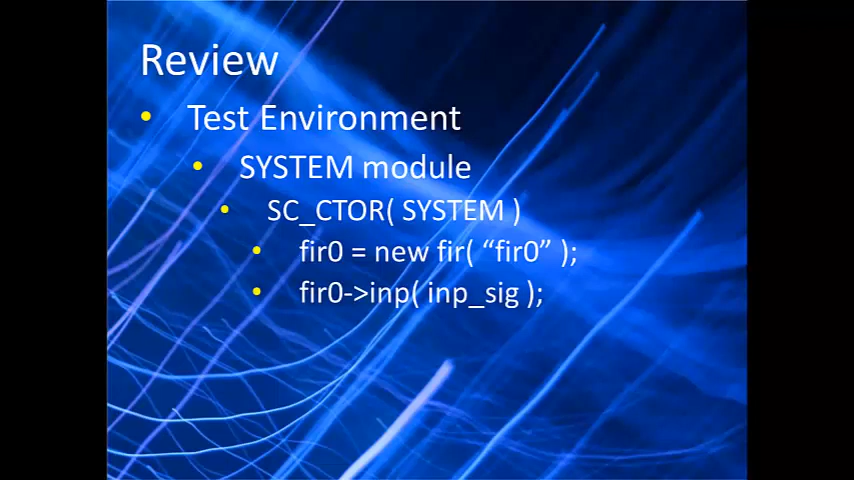 Review
• Test Environment
• SYSTEM module
• SC_CTOR( SYSTEM )
• fir0 = new fir( “fir0” );
• fir0->inp( inp_sig );